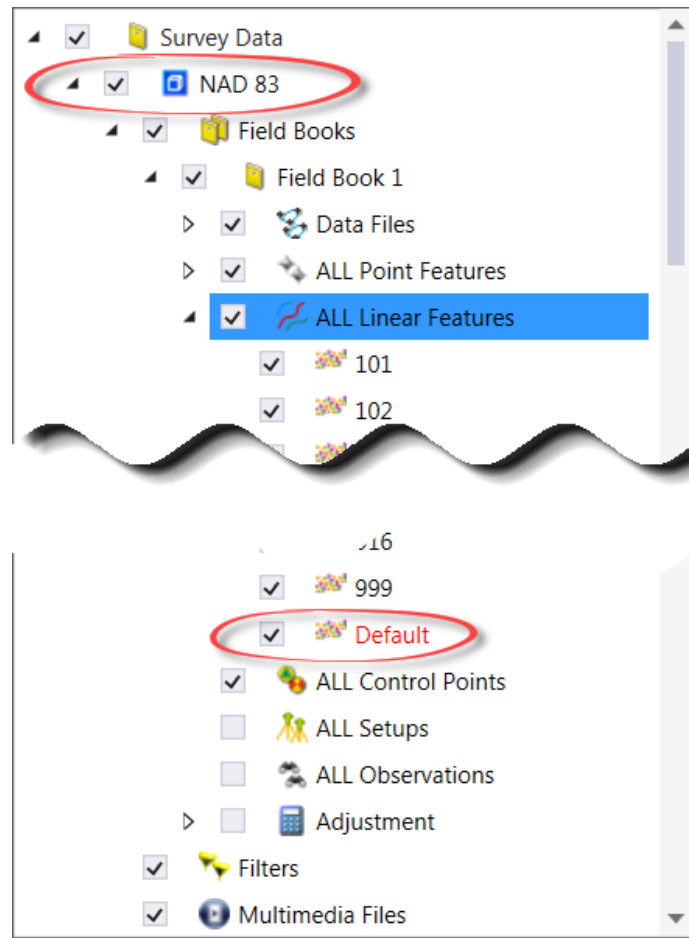 Survey Data
NAD 83
Field Books
Field Book 1
Data Files
ALL Point Features
ALL Linear Features
101
102
999
Default
ALL Control Points
ALL Setups
ALL Observations
Adjustment
Filters
Multimedia Files